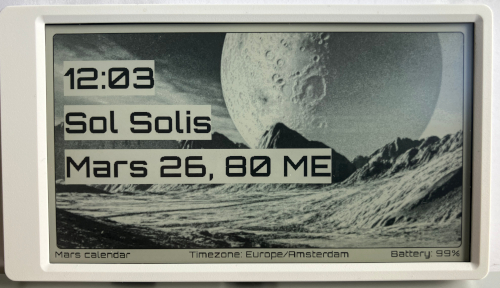 12:03
Sol Solis
Mars 26, 80 ME
Mars calendar Timezone: Europe/Amsterdam Battery: 99%